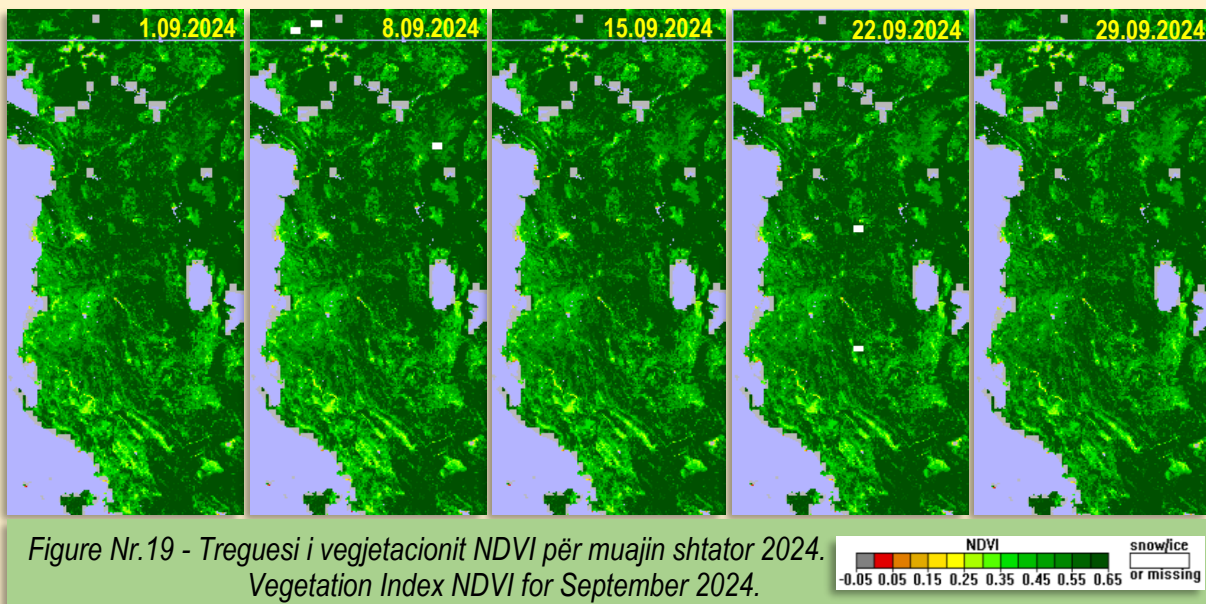 1.09.2024
8.09.2024
15.09.2024
22.09.2024
29.09.2024
Figure Nr.19 - Treguesi i vegjetacionit NDVI për muajin shtator 2024.
Vegetation Index NDVI for September 2024.
NDVI
-0.05 0.05 0.15 0.25 0.35 0.45 0.55 0.65
snow/ice
or missing